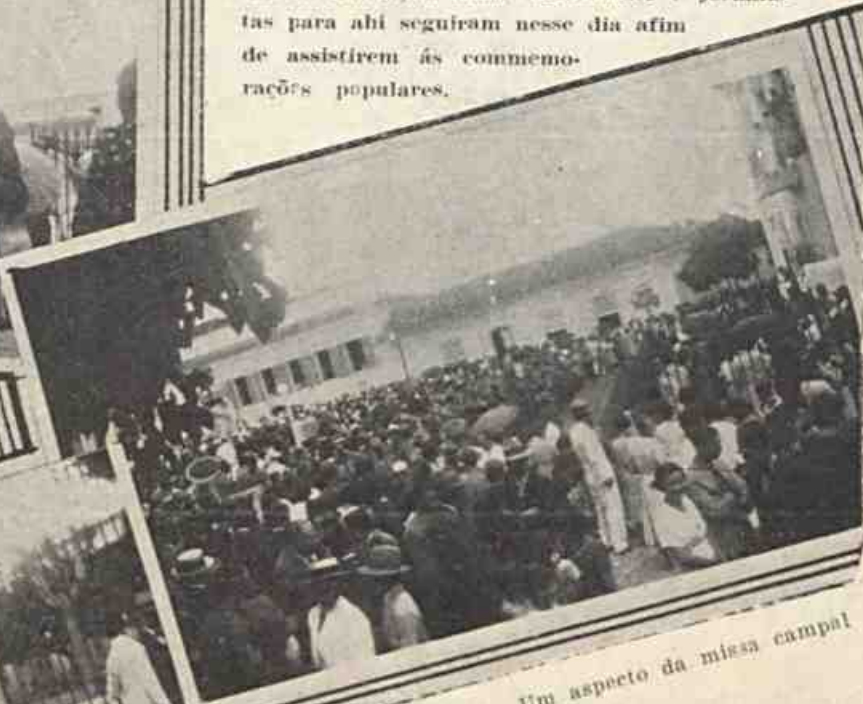 tas para ahi seguiram nesse dia afim
de assistirem ás commemo-
rações populares.
Um aspecto da missa campal